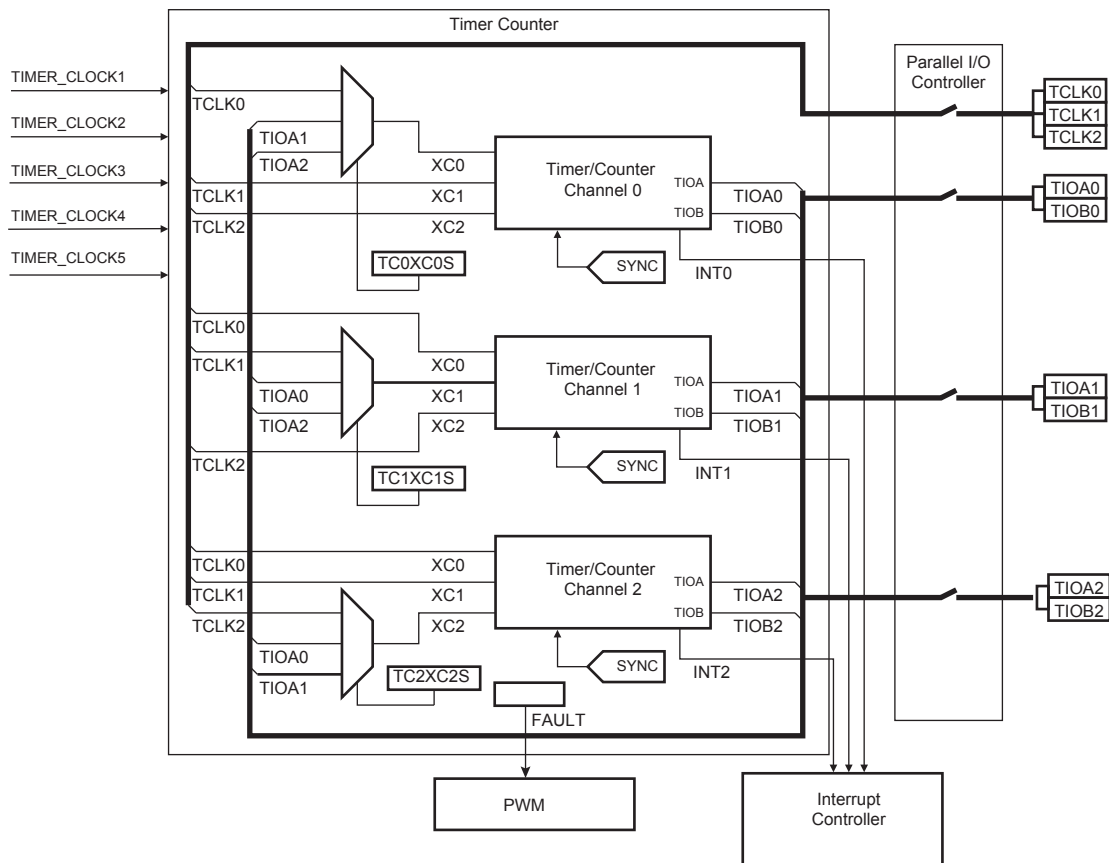 Timer Counter
TIMER_CLOCK1
TIMER_CLOCK2
TIMER_CLOCK3
TIMER_CLOCK4
TIMER_CLOCK5
TCLK0
TIOA1
TIOA2
TCLK1
TCLK2
XC0
XC1
XC2
TC0XC0S
Timer/Counter
Channel 0
TIOA
TIOB
TIOA0
TIOB0
SYNC
INT0
TCLK0
TCLK1
TIOA0
TIOA2
TCLK2
XC0
XC1
XC2
TC1XC1S
Timer/Counter
Channel 1
TIOA
TIOB
TIOA1
TIOB1
SYNC
INT1
TCLK0
TCLK1
TCLK2
TIOA0
TIOA1
XC0
XC1
XC2
TC2XC2S
Timer/Counter
Channel 2
TIOA
TIOB
TIOA2
TIOB2
SYNC
INT2
FAULT
PWM
Parallel I/O
Controller
TCLK0
TCLK1
TCLK2
TIOA0
TIOB0
TIOA1
TIOB1
TIOA2
TIOB2
Interrupt
Controller